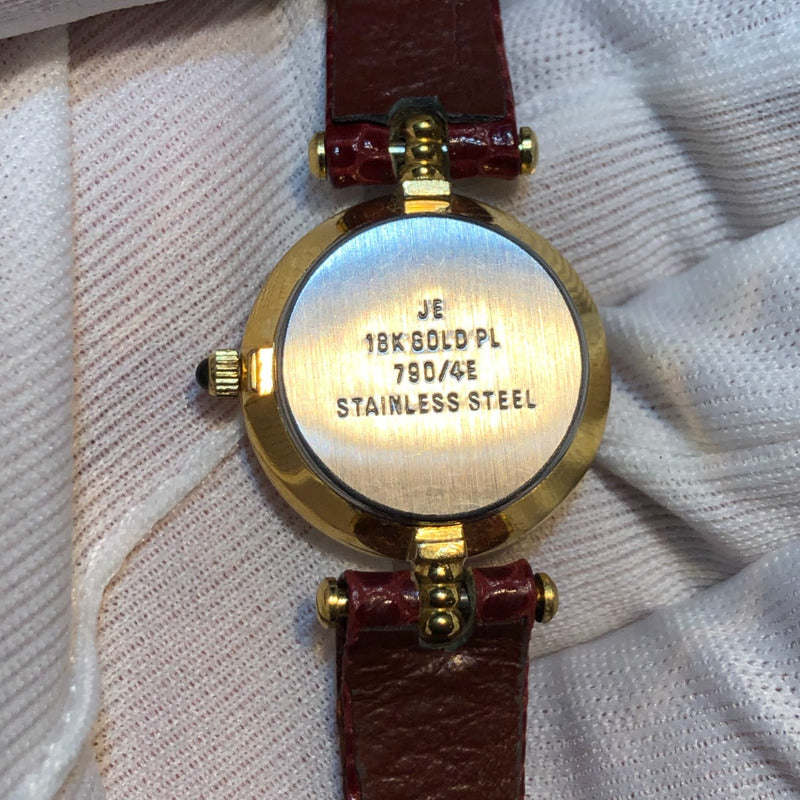 JE
18K GOLD PL
790/4E
STAINLESS STEEL